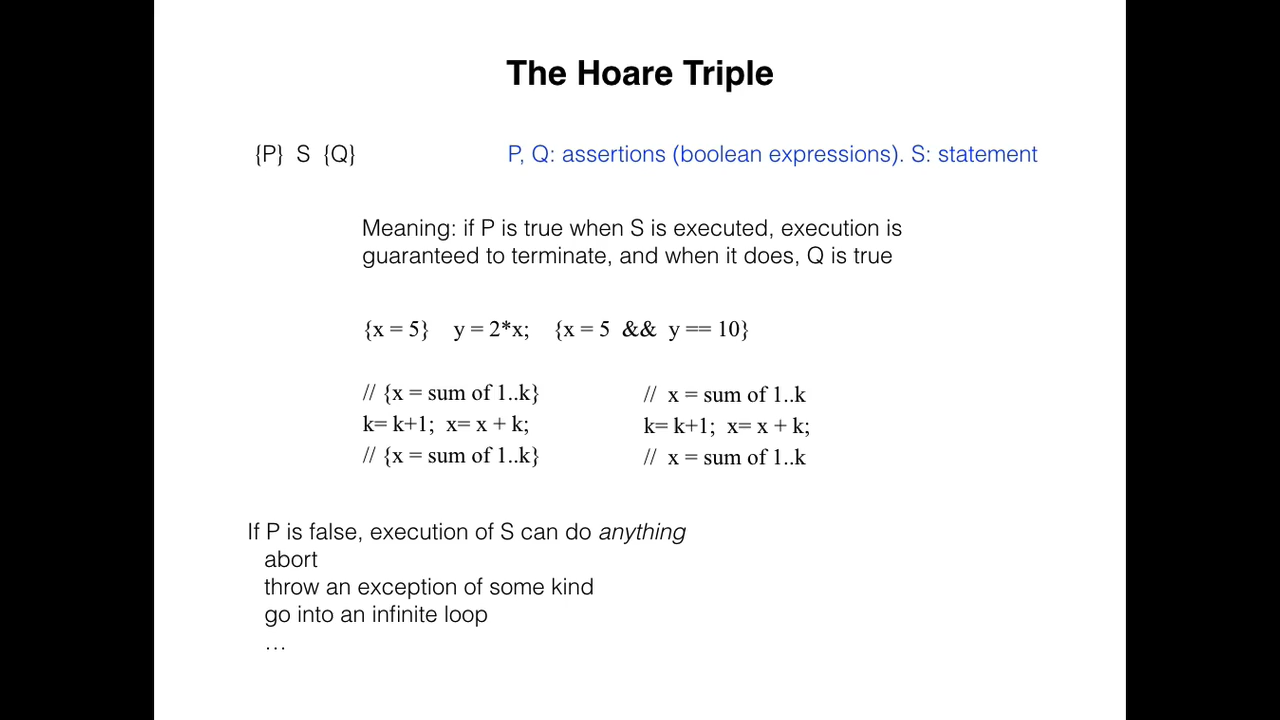 The Hoare Triple
{P} S {Q}
P, Q: assertions (boolean expressions). S: statement
Meaning: if P is true when S is executed, execution is
guaranteed to terminate, and when it does, Q is true
{x = 5} y = 2*x; {x = 5 && y == 10}
// {x = sum of 1..k}
k= k+1; x= x + k;
// {x = sum of 1..k}
// x = sum of 1..k
k= k+1; x= x + k;
// x = sum of 1..k
If P is false, execution of S can do anything
abort
throw an exception of some kind
go into an infinite loop
…